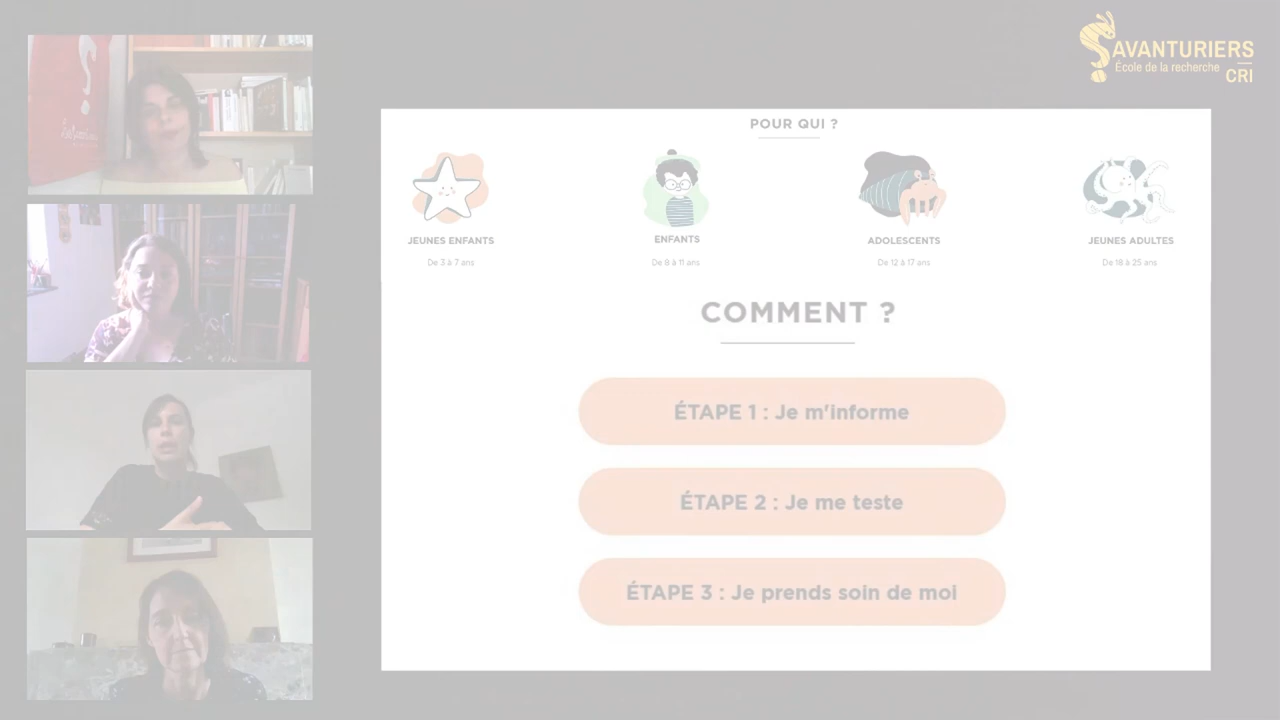 SAVANTURIERS
École de la recherche
CRI
POUR QUI ?
JEUNES ENFANTS
De 3 à 7 ans
ENFANTS
De 8 à 11 ans
ADOLESCENTS
De 12 à 17 ans
JEUNES ADULTES
De 18 à 25 ans
COMMENT ?
ÉTAPE 1 : Je m'informe
ÉTAPE 2 : Je me teste
ÉTAPE 3 : Je prends soin de moi